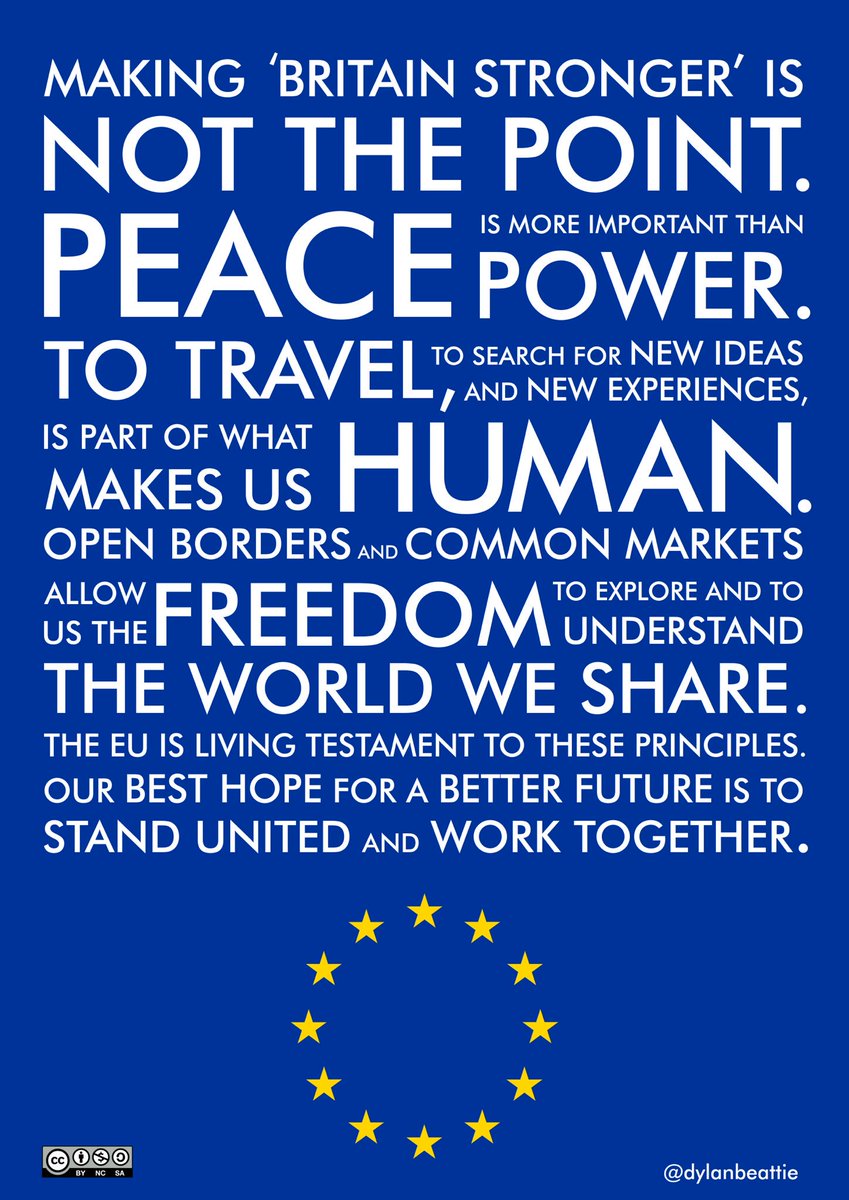 MAKING ‘BRITAIN STRONGER’ IS
NOT THE POINT.
PEACE IS MORE IMPORTANT THAN
POWER.
TO TRAVEL, TO SEARCH FOR NEW IDEAS
AND NEW EXPERIENCES,
IS PART OF WHAT
MAKES US HUMAN.
OPEN BORDERS AND COMMON MARKETS
ALLOW
US THE FREEDOM TO EXPLORE AND TO
UNDERSTAND
THE WORLD WE SHARE.
THE EU IS LIVING TESTAMENT TO THESE PRINCIPLES.
OUR BEST HOPE FOR A BETTER FUTURE IS TO
STAND UNITED AND WORK TOGETHER.
cc
BY NC SA
@dylanbeattie